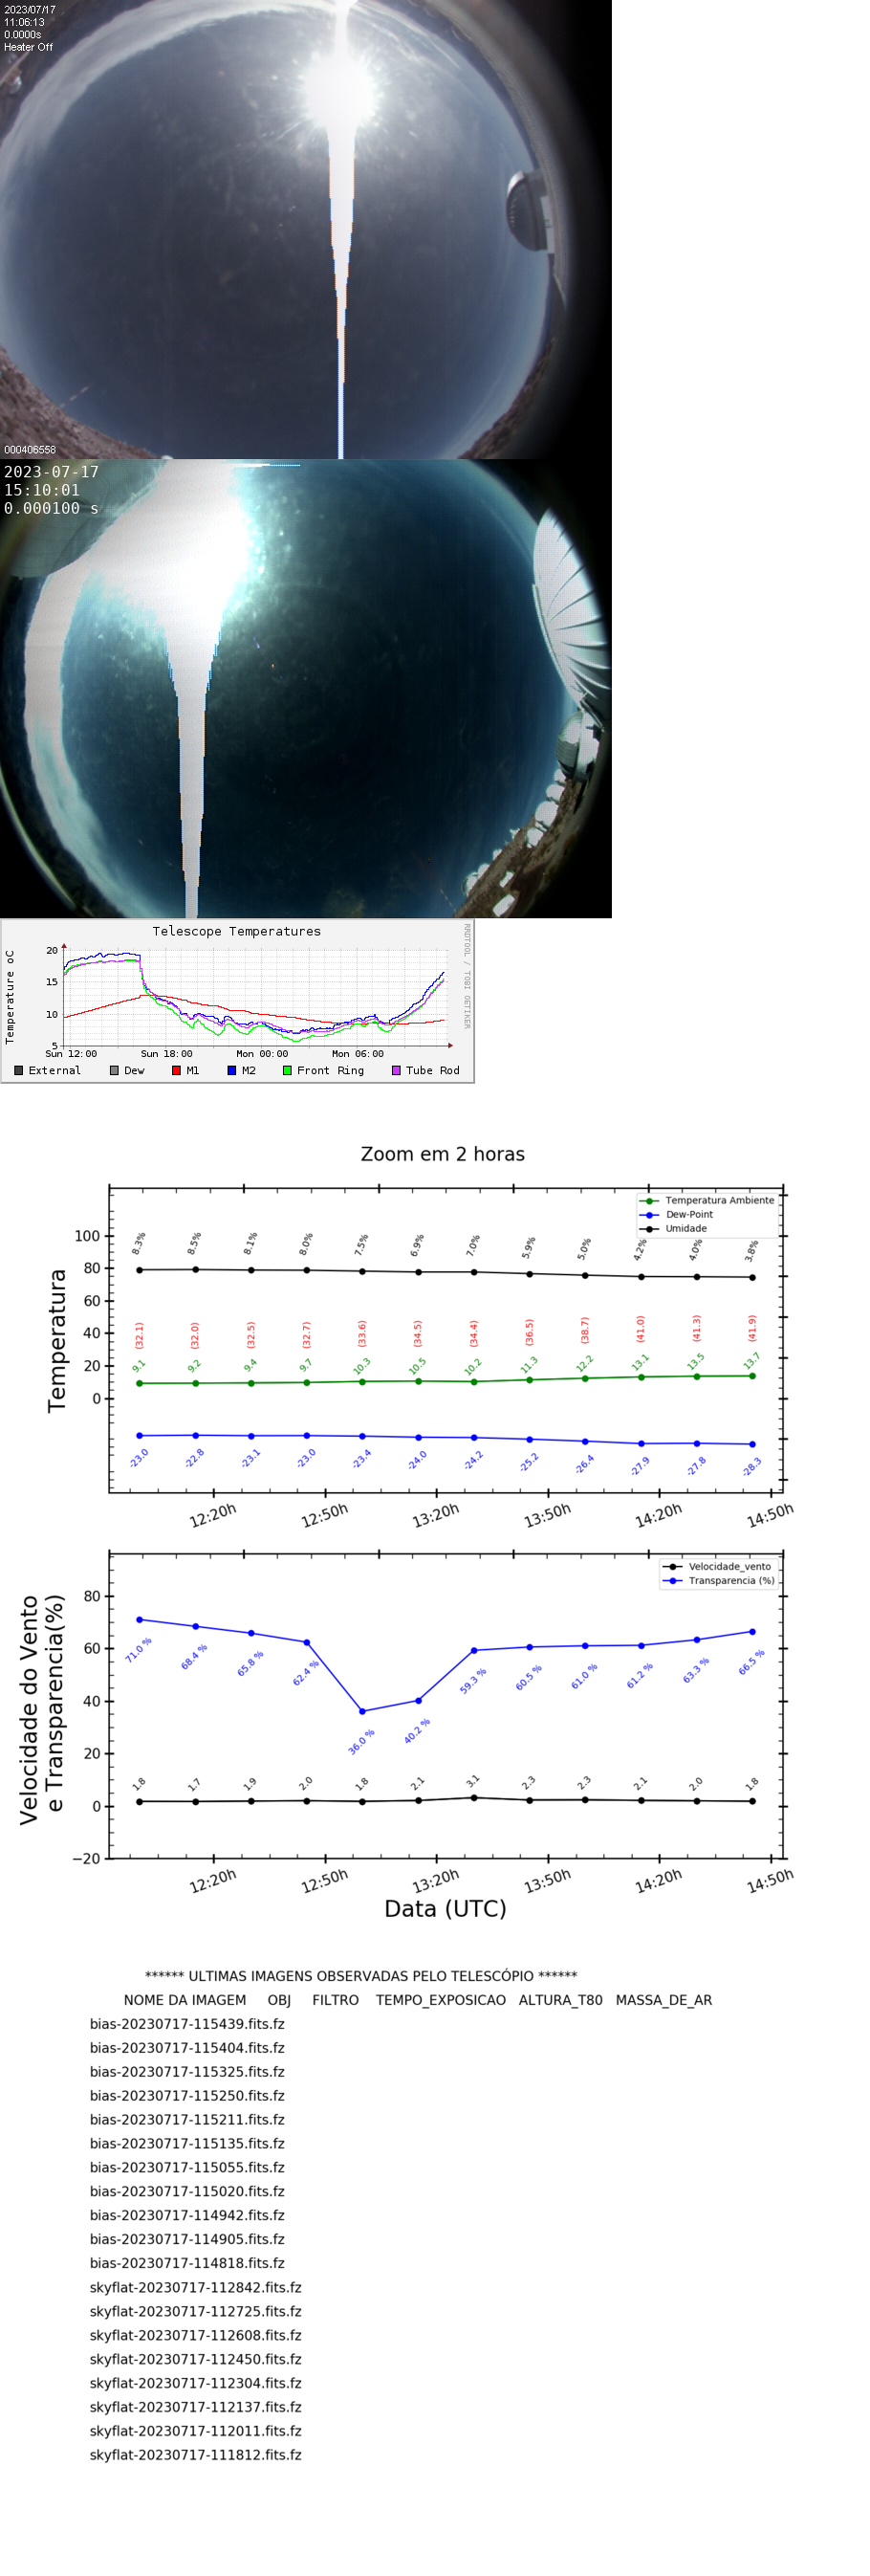 2023/07/17
11:06:13
0.0000s
Heater Off
000406558
2023-07-17
15:10:01
0.000100 s
Telescope Temperatures
RRDTOOL / TOBI OETIKER
Temperature oC
20
15
10
5
Sun 12:00 Sun 18:00 Mon 00:00 Mon 06:00
External Dew M1 M2 Front Ring Tube Rod
Zoom em 2 horas
Temperatura Ambiente
Dew-Point
Umidade
Temperatura
100
80
60
40
20
0
8.3% 8.5% 8.1% 8.0% 7.5% 6.9% 7.0% 5.9% 5.0% 4.2% 4.0% 3.8%
(32.1) (32.0) (32.5) (32.7) (33.6) (34.5) (34.4) (36.5) (38.7) (41.0) (41.3) (41.9)
9.1 9.2 9.4 9.7 10.3 10.5 10.2 11.3 12.2 13.1 13.5 13.7
-23.0 -22.8 -23.1 -23.0 -23.4 -24.0 -24.2 -25.2 -26.4 -27.9 -27.8 -28.3
12:20h 12:50h 13:20h 13:50h 14:20h 14:50h
Velocidade_vento
Transparencia (%)
Velocidade do Vento
e Transparencia(%)
80
60
40
20
0
−20
71.0 % 68.4 % 65.8 % 62.4 % 36.0 % 40.2 % 59.3 % 60.5 % 61.0 % 61.2 % 63.3 % 66.5 %
1.8 1.7 1.9 2.0 1.8 2.1 3.1 2.3 2.3 2.1 2.0 1.8
12:20h 12:50h 13:20h 13:50h 14:20h 14:50h
Data (UTC)
****** ULTIMAS IMAGENS OBSERVADAS PELO TELESCÓPIO ******
NOME DA IMAGEM OBJ FILTRO TEMPO_EXPOSICAO ALTURA_T80 MASSA_DE_AR
bias-20230717-115439.fits.fz
bias-20230717-115404.fits.fz
bias-20230717-115325.fits.fz
bias-20230717-115250.fits.fz
bias-20230717-115211.fits.fz
bias-20230717-115135.fits.fz
bias-20230717-115055.fits.fz
bias-20230717-115020.fits.fz
bias-20230717-114942.fits.fz
bias-20230717-114905.fits.fz
bias-20230717-114818.fits.fz
skyflat-20230717-112842.fits.fz
skyflat-20230717-112725.fits.fz
skyflat-20230717-112608.fits.fz
skyflat-20230717-112450.fits.fz
skyflat-20230717-112304.fits.fz
skyflat-20230717-112137.fits.fz
skyflat-20230717-112011.fits.fz
skyflat-20230717-111812.fits.fz